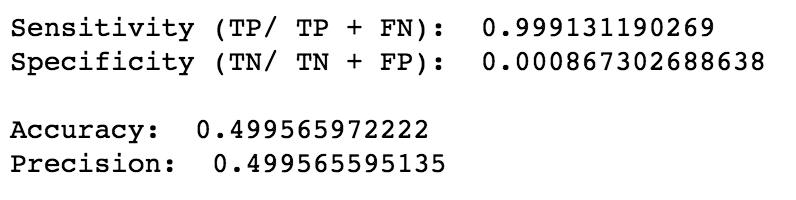 Sensitivity (TP/ TP + FN):  0.999131190269
Specificity (TN/ TN + FP):  0.000867302688638
Accuracy:  0.499565972222
Precision:  0.499565595135